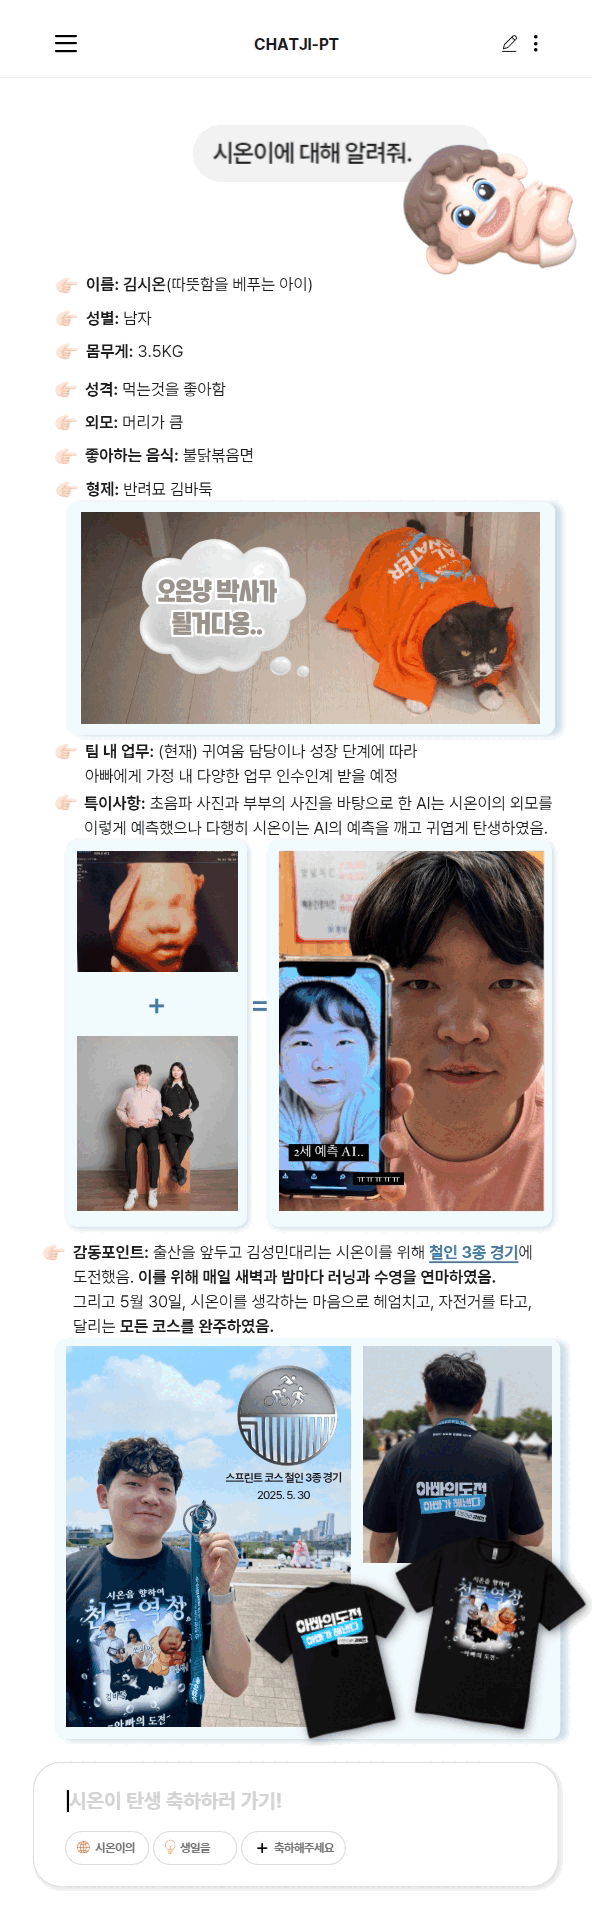 CHATJI-PT
시온이에 대해 알려줘.
이름: 김시온(따뜻함을 베푸는 아이)
성별: 남자
몸무게: 3.5KG
성격: 먹는것을 좋아함
외모: 머리가 큼
좋아하는 음식: 불닭볶음면
형제: 반려묘 김바둑
오은냥 박사가
될거다옹..
팀 내 업무: (현재) 귀여움 담당이나 성장 단계에 따라
아빠에게 가정 내 다양한 업무 인수인계 받을 예정
특이사항: 초음파 사진과 부부의 사진을 바탕으로 한 AI는 시온이의 외모를
이렇게 예측했으나 다행히 시온이는 AI의 예측을 깨고 귀엽게 탄생하였음.
+
=
2세 예측 AI..
ㅠㅠㅠㅠㅠ
감동포인트: 출산을 앞두고 김성민대리는 시온이를 위해 철인 3종 경기에
도전했음. 이를 위해 매일 새벽과 밤마다 러닝과 수영을 연마하였음.
그리고 5월 30일, 시온이를 생각하는 마음으로 헤엄치고, 자전거를 타고,
달리는 모든 코스를 완주하였음.
스프린트 코스 철인 3종 경기
2025. 5. 30
아빠의도전
아빠가 해낸다
시온을 향하여
천로역정
-아빠의 도전-
아빠의도전
아빠가 해낸다
시온을 향하여
천로역정
-아빠의 도전-
시온이 탄생 축하하러 가기!
시온이의
생일을
+ 축하해주세요